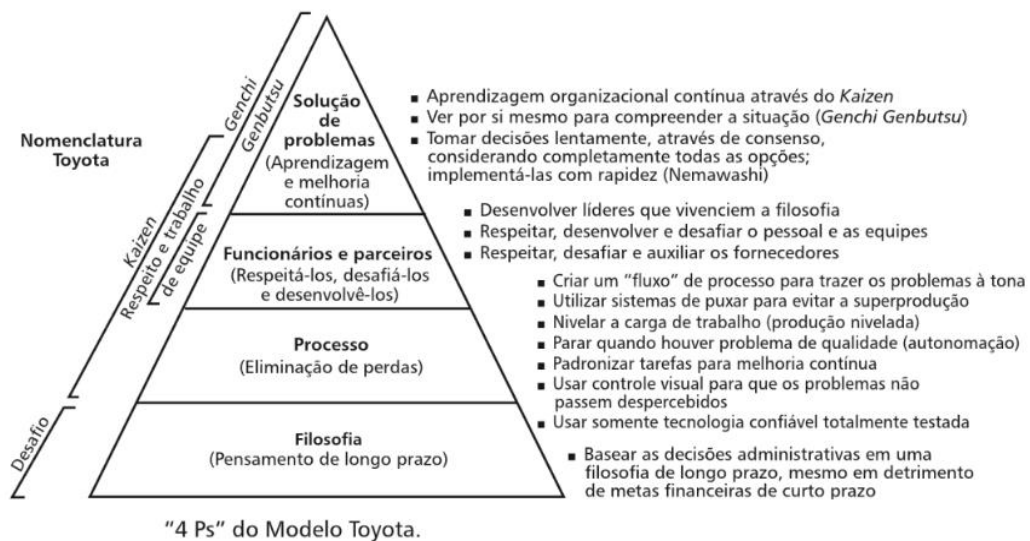 Nomenclatura
Toyota
Genchi
Genbutsu
Kaizen
Respeito e trabalho
de equipe
Desafio
Solução
de
problemas
(Aprendizagem
e melhoria
contínuas)
▪ Aprendizagem organizacional contínua através do Kaizen
▪ Ver por si mesmo para compreender a situação (Genchi Genbutsu)
▪ Tomar decisões lentamente, através de consenso,
considerando completamente todas as opções;
implementá-las com rapidez (Nemawashi)
Funcionários e parceiros
(Respeitá-los, desafiá-los
e desenvolvê-los)
▪ Desenvolver líderes que vivenciem a filosofia
▪ Respeitar, desenvolver e desafiar o pessoal e as equipes
▪ Respeitar, desafiar e auxiliar os fornecedores
Processo
(Eliminação de perdas)
▪ Criar um “fluxo” de processo para trazer os problemas à tona
▪ Utilizar sistemas de puxar para evitar a superprodução
▪ Nivelar a carga de trabalho (produção nivelada)
▪ Parar quando houver problema de qualidade (autonomação)
▪ Padronizar tarefas para melhoria contínua
▪ Usar controle visual para que os problemas não
passem despercebidos
▪ Usar somente tecnologia confiável totalmente testada
Filosofia
(Pensamento de longo prazo)
▪ Basear as decisões administrativas em uma
filosofia de longo prazo, mesmo em detrimento
de metas financeiras de curto prazo
“4 Ps” do Modelo Toyota.